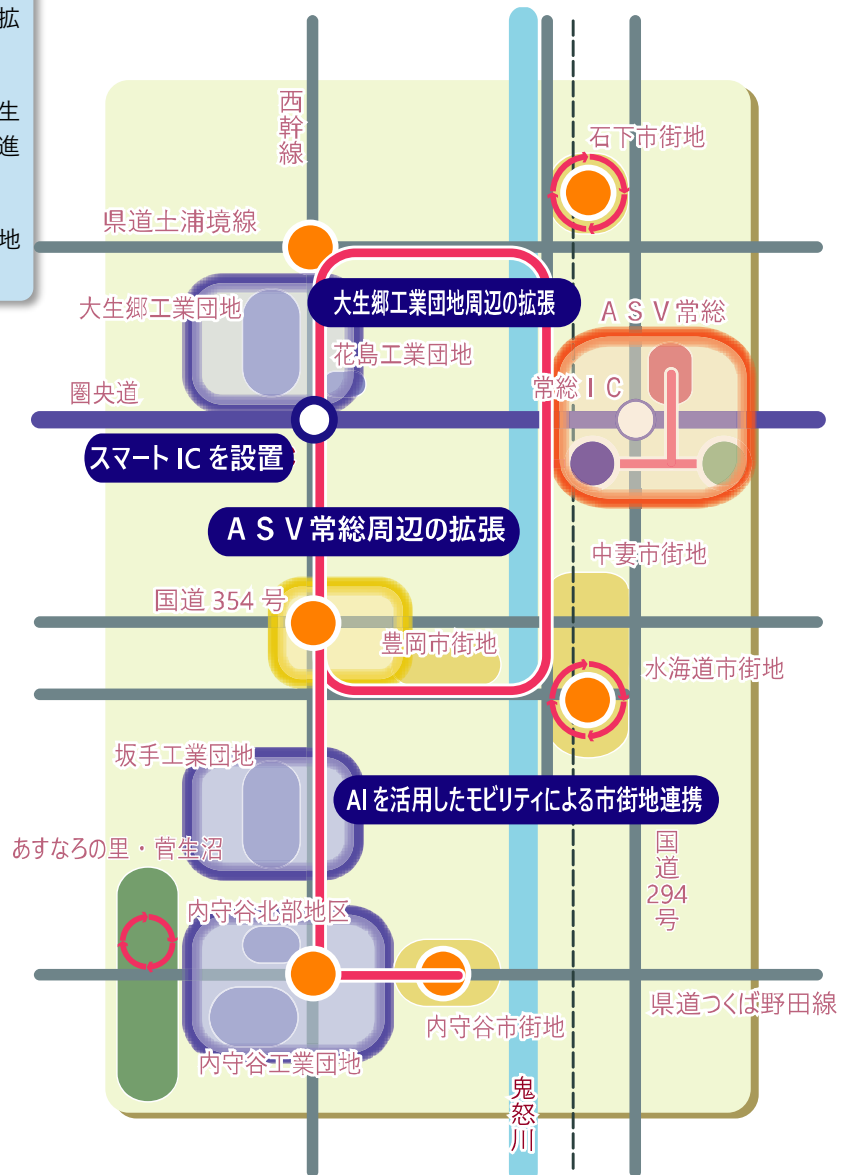 拡
生
進
地
西幹線
石下市街地
県道土浦境線
大生郷工業団地
大生郷工業団地周辺の拡張
ＡＳＶ常総
花島工業団地
常総ＩＣ
圏央道
スマート IC を設置
ＡＳＶ常総周辺の拡張
中妻市街地
国道 354 号
豊岡市街地
水海道市街地
坂手工業団地
AI を活用したモビリティによる市街地連携
あすなろの里・菅生沼
国道294号
内守谷北部地区
県道つくば野田線
内守谷市街地
内守谷工業団地
鬼怒川